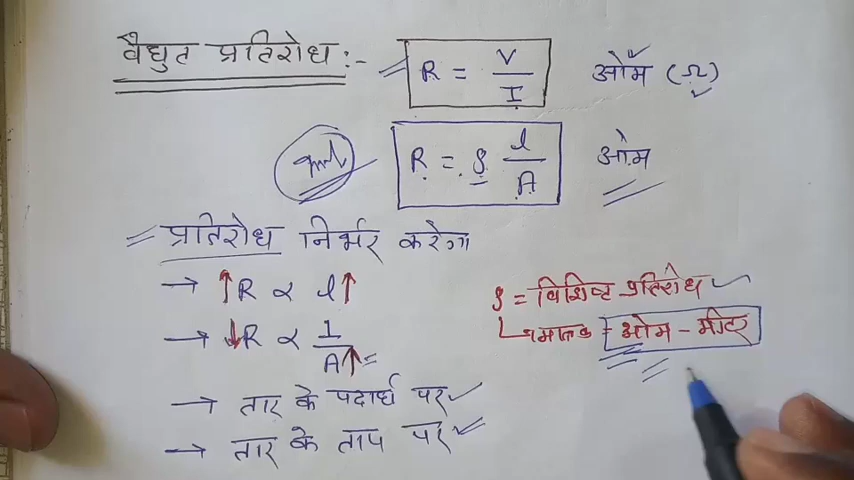 वैधुत प्रतिरोध :- R = V/I ओम (Ω)
R = ρ l/A ओम
प्रतिरोध निर्भर करेगा
→ ↑R ∝ l↑
→ ↓R ∝ 1/A↑
→ तार के पदार्थ पर
→ तार के ताप पर
ρ = विशिष्ट प्रतिरोध
मात्रक = ओम - मीटर